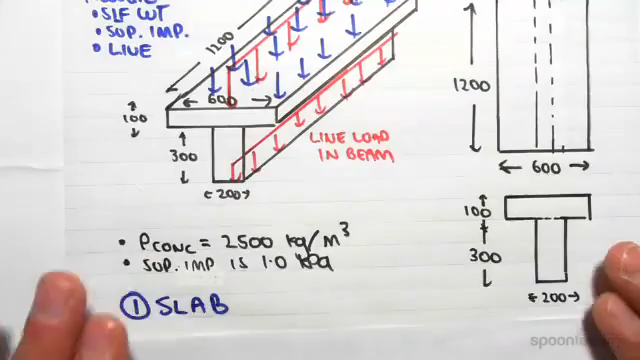 • SLF WT
• SUP. IMP.
• LIVE
1200
600
100
300
200
LINE LOAD
IN BEAM
1200
600
100
300
200
• ρCONC = 2500 kg/m³
• SUP. IMP IS 1.0 kPa
① SLAB